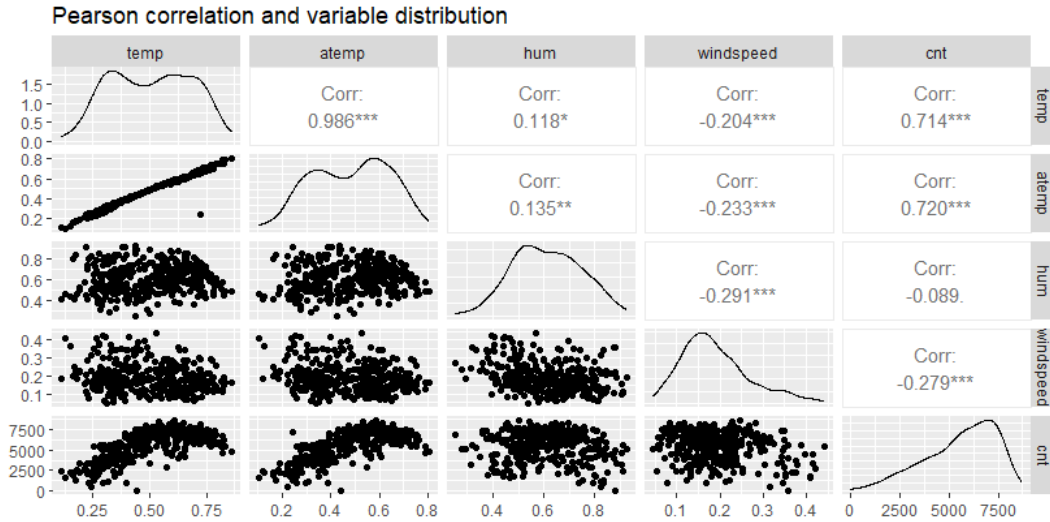 Pearson correlation and variable distribution
temp atemp hum windspeed cnt
1.5
1.0
0.5
0.0
Corr:
0.986***
Corr:
0.118*
Corr:
-0.204***
Corr:
0.714***
temp
0.8
0.6
0.4
0.2
Corr:
0.135**
Corr:
-0.233***
Corr:
0.720***
atemp
0.8
0.6
0.4
Corr:
-0.291***
Corr:
-0.089.
hum
0.4
0.3
0.2
0.1
Corr:
-0.279***
windspeed
7500
5000
2500
0
cnt
0.25 0.50 0.75 0.2 0.4 0.6 0.8 0.4 0.6 0.8 0.1 0.2 0.3 0.4 0 2500 5000 7500